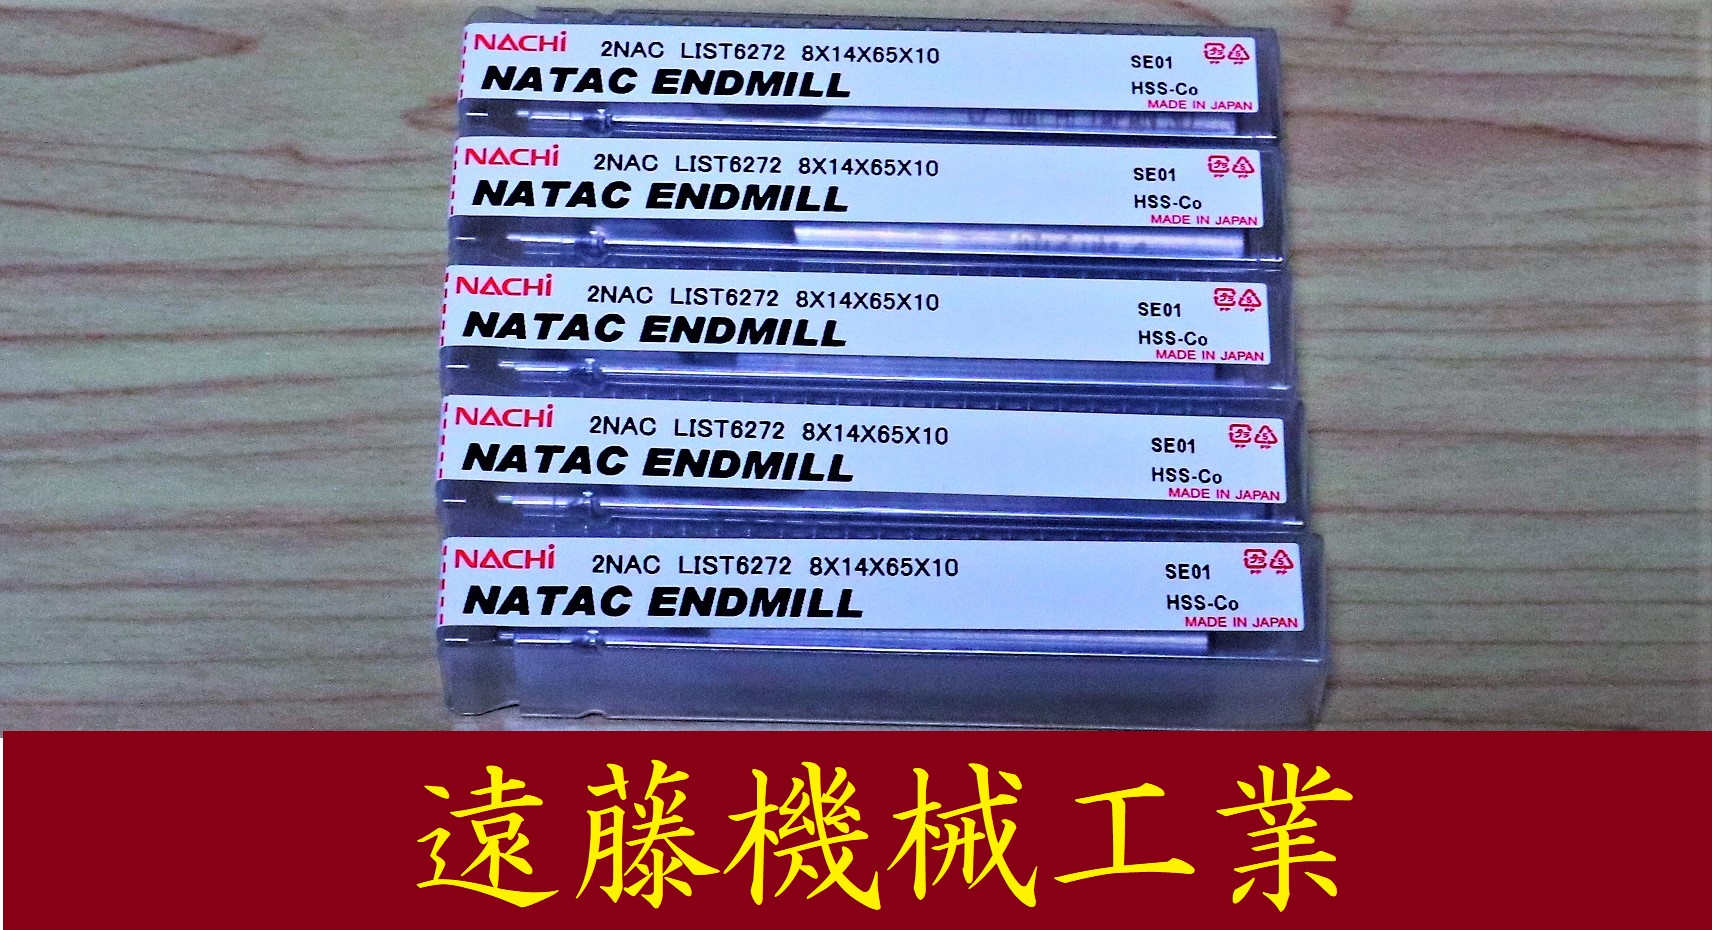 NACHi 2NAC LIST6272 8X14X65X10 SE01
NATAC ENDMILL HSS-Co
MADE IN JAPAN
NACHi 2NAC LIST6272 8X14X65X10 SE01
NATAC ENDMILL HSS-Co
MADE IN JAPAN
NACHi 2NAC LIST6272 8X14X65X10 SE01
NATAC ENDMILL HSS-Co
MADE IN JAPAN
NACHi 2NAC LIST6272 8X14X65X10 SE01
NATAC ENDMILL HSS-Co
MADE IN JAPAN
NACHi 2NAC LIST6272 8X14X65X10 SE01
NATAC ENDMILL HSS-Co
MADE IN JAPAN
遠藤機械工業